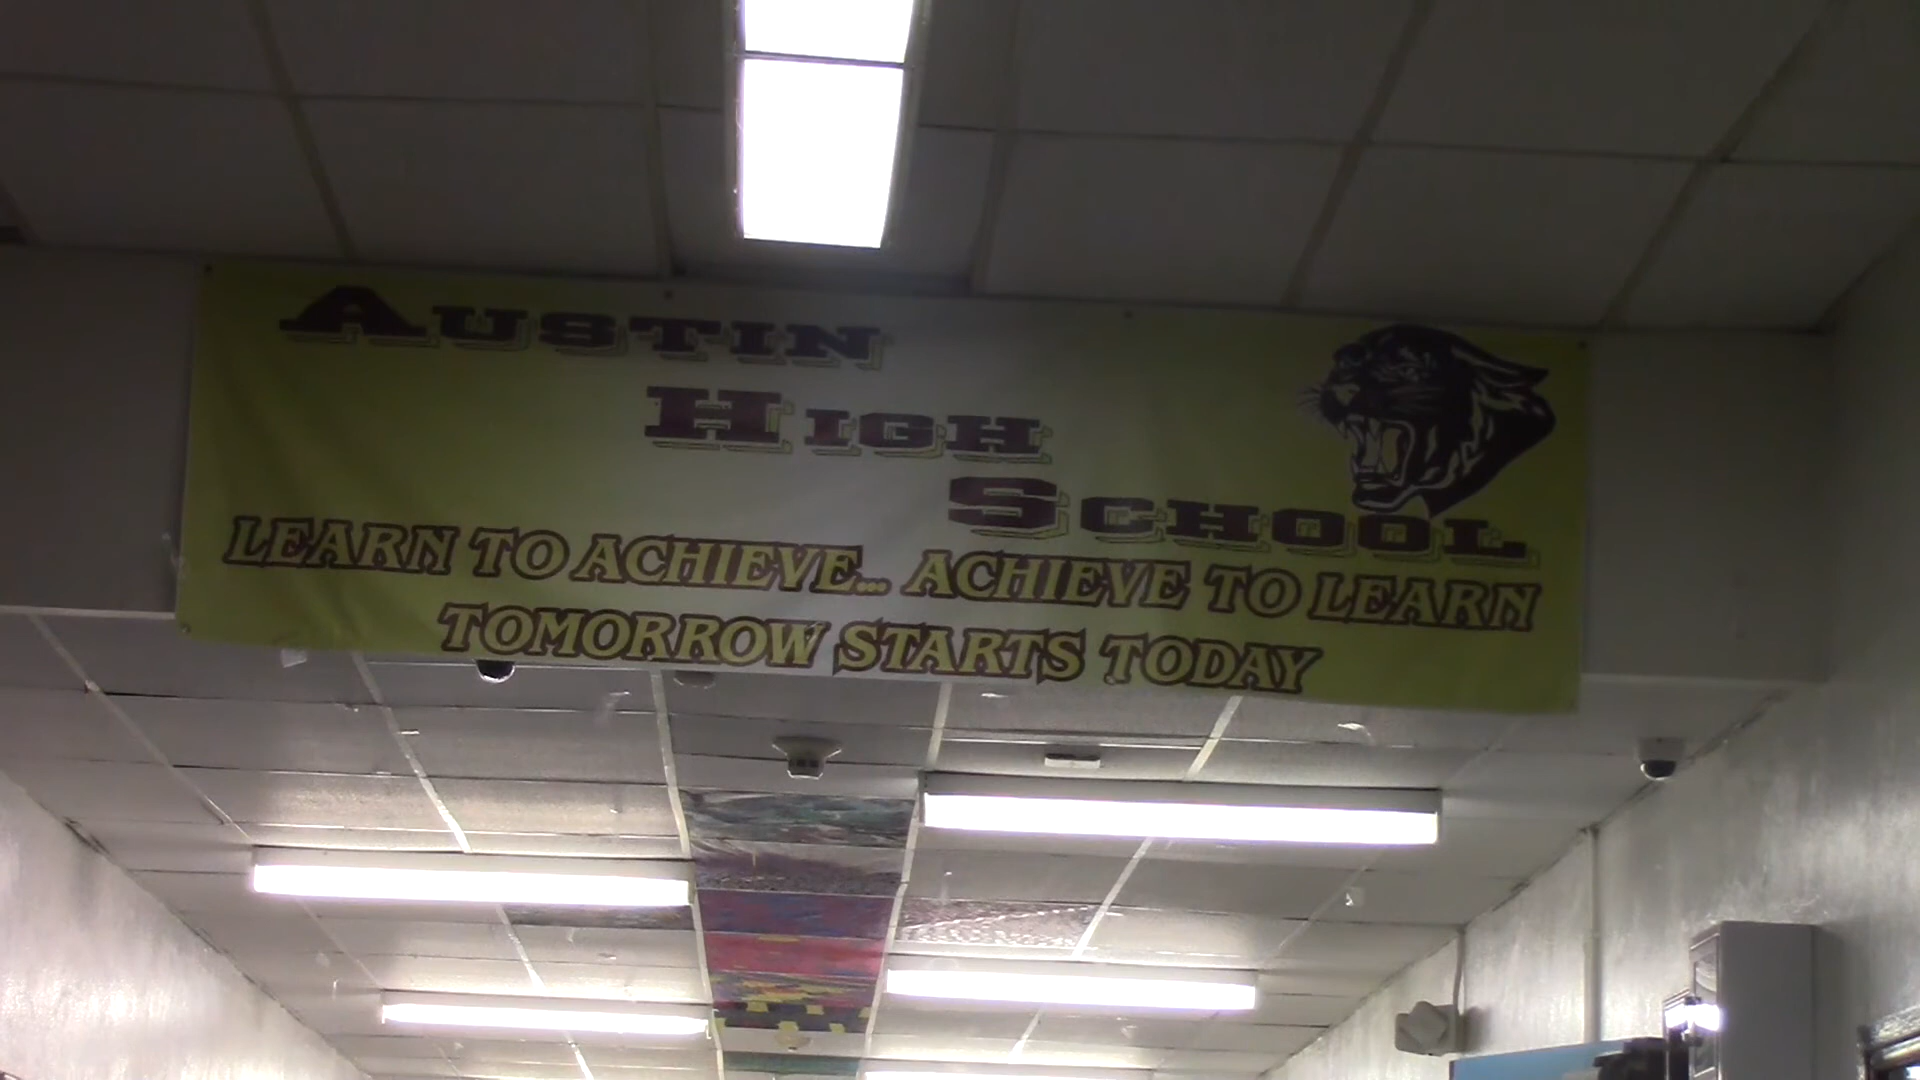 AUSTIN
HIGH
SCHOOL
LEARN TO ACHIEVE... ACHIEVE TO LEARN
TOMORROW STARTS TODAY